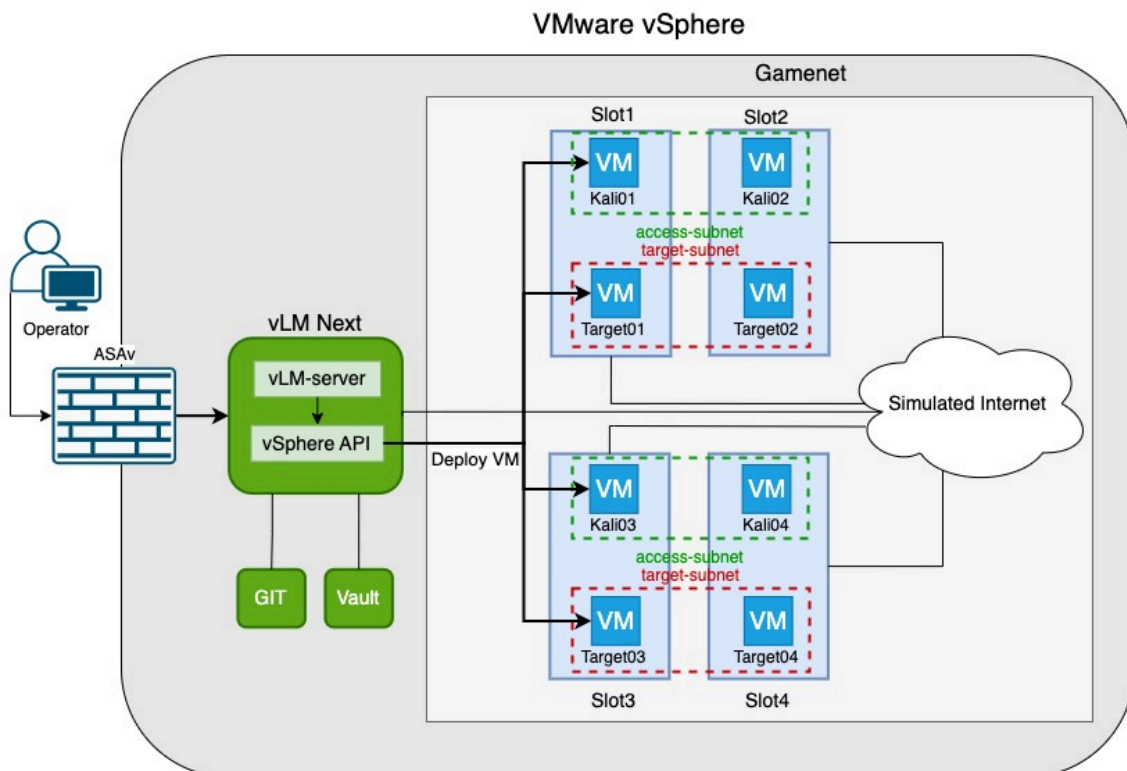 VMware vSphere
Gamenet
Slot1
Slot2
VM
VM
Kali01
Kali02
access-subnet
target-subnet
VM
VM
Target01
Target02
Operator
ASAv
vLM Next
vLM-server
vSphere API
Deploy VM
Simulated Internet
VM
VM
Kali03
Kali04
access-subnet
target-subnet
GIT
Vault
VM
VM
Target03
Target04
Slot3
Slot4